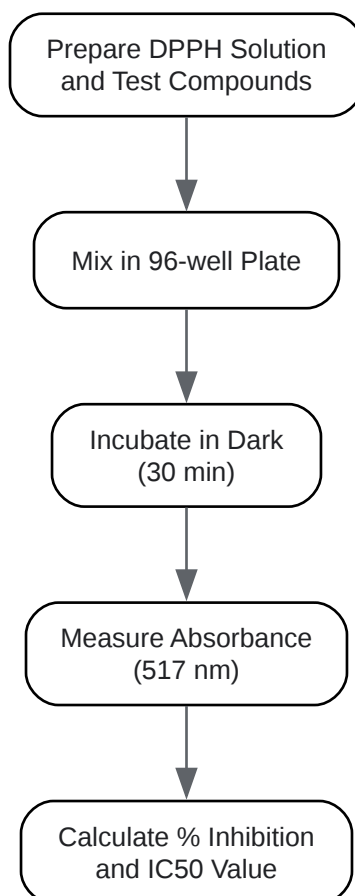 Prepare DPPH Solution
and Test Compounds
Mix in 96-well Plate
Incubate in Dark
(30 min)
Measure Absorbance
(517 nm)
Calculate % Inhibition
and IC50 Value